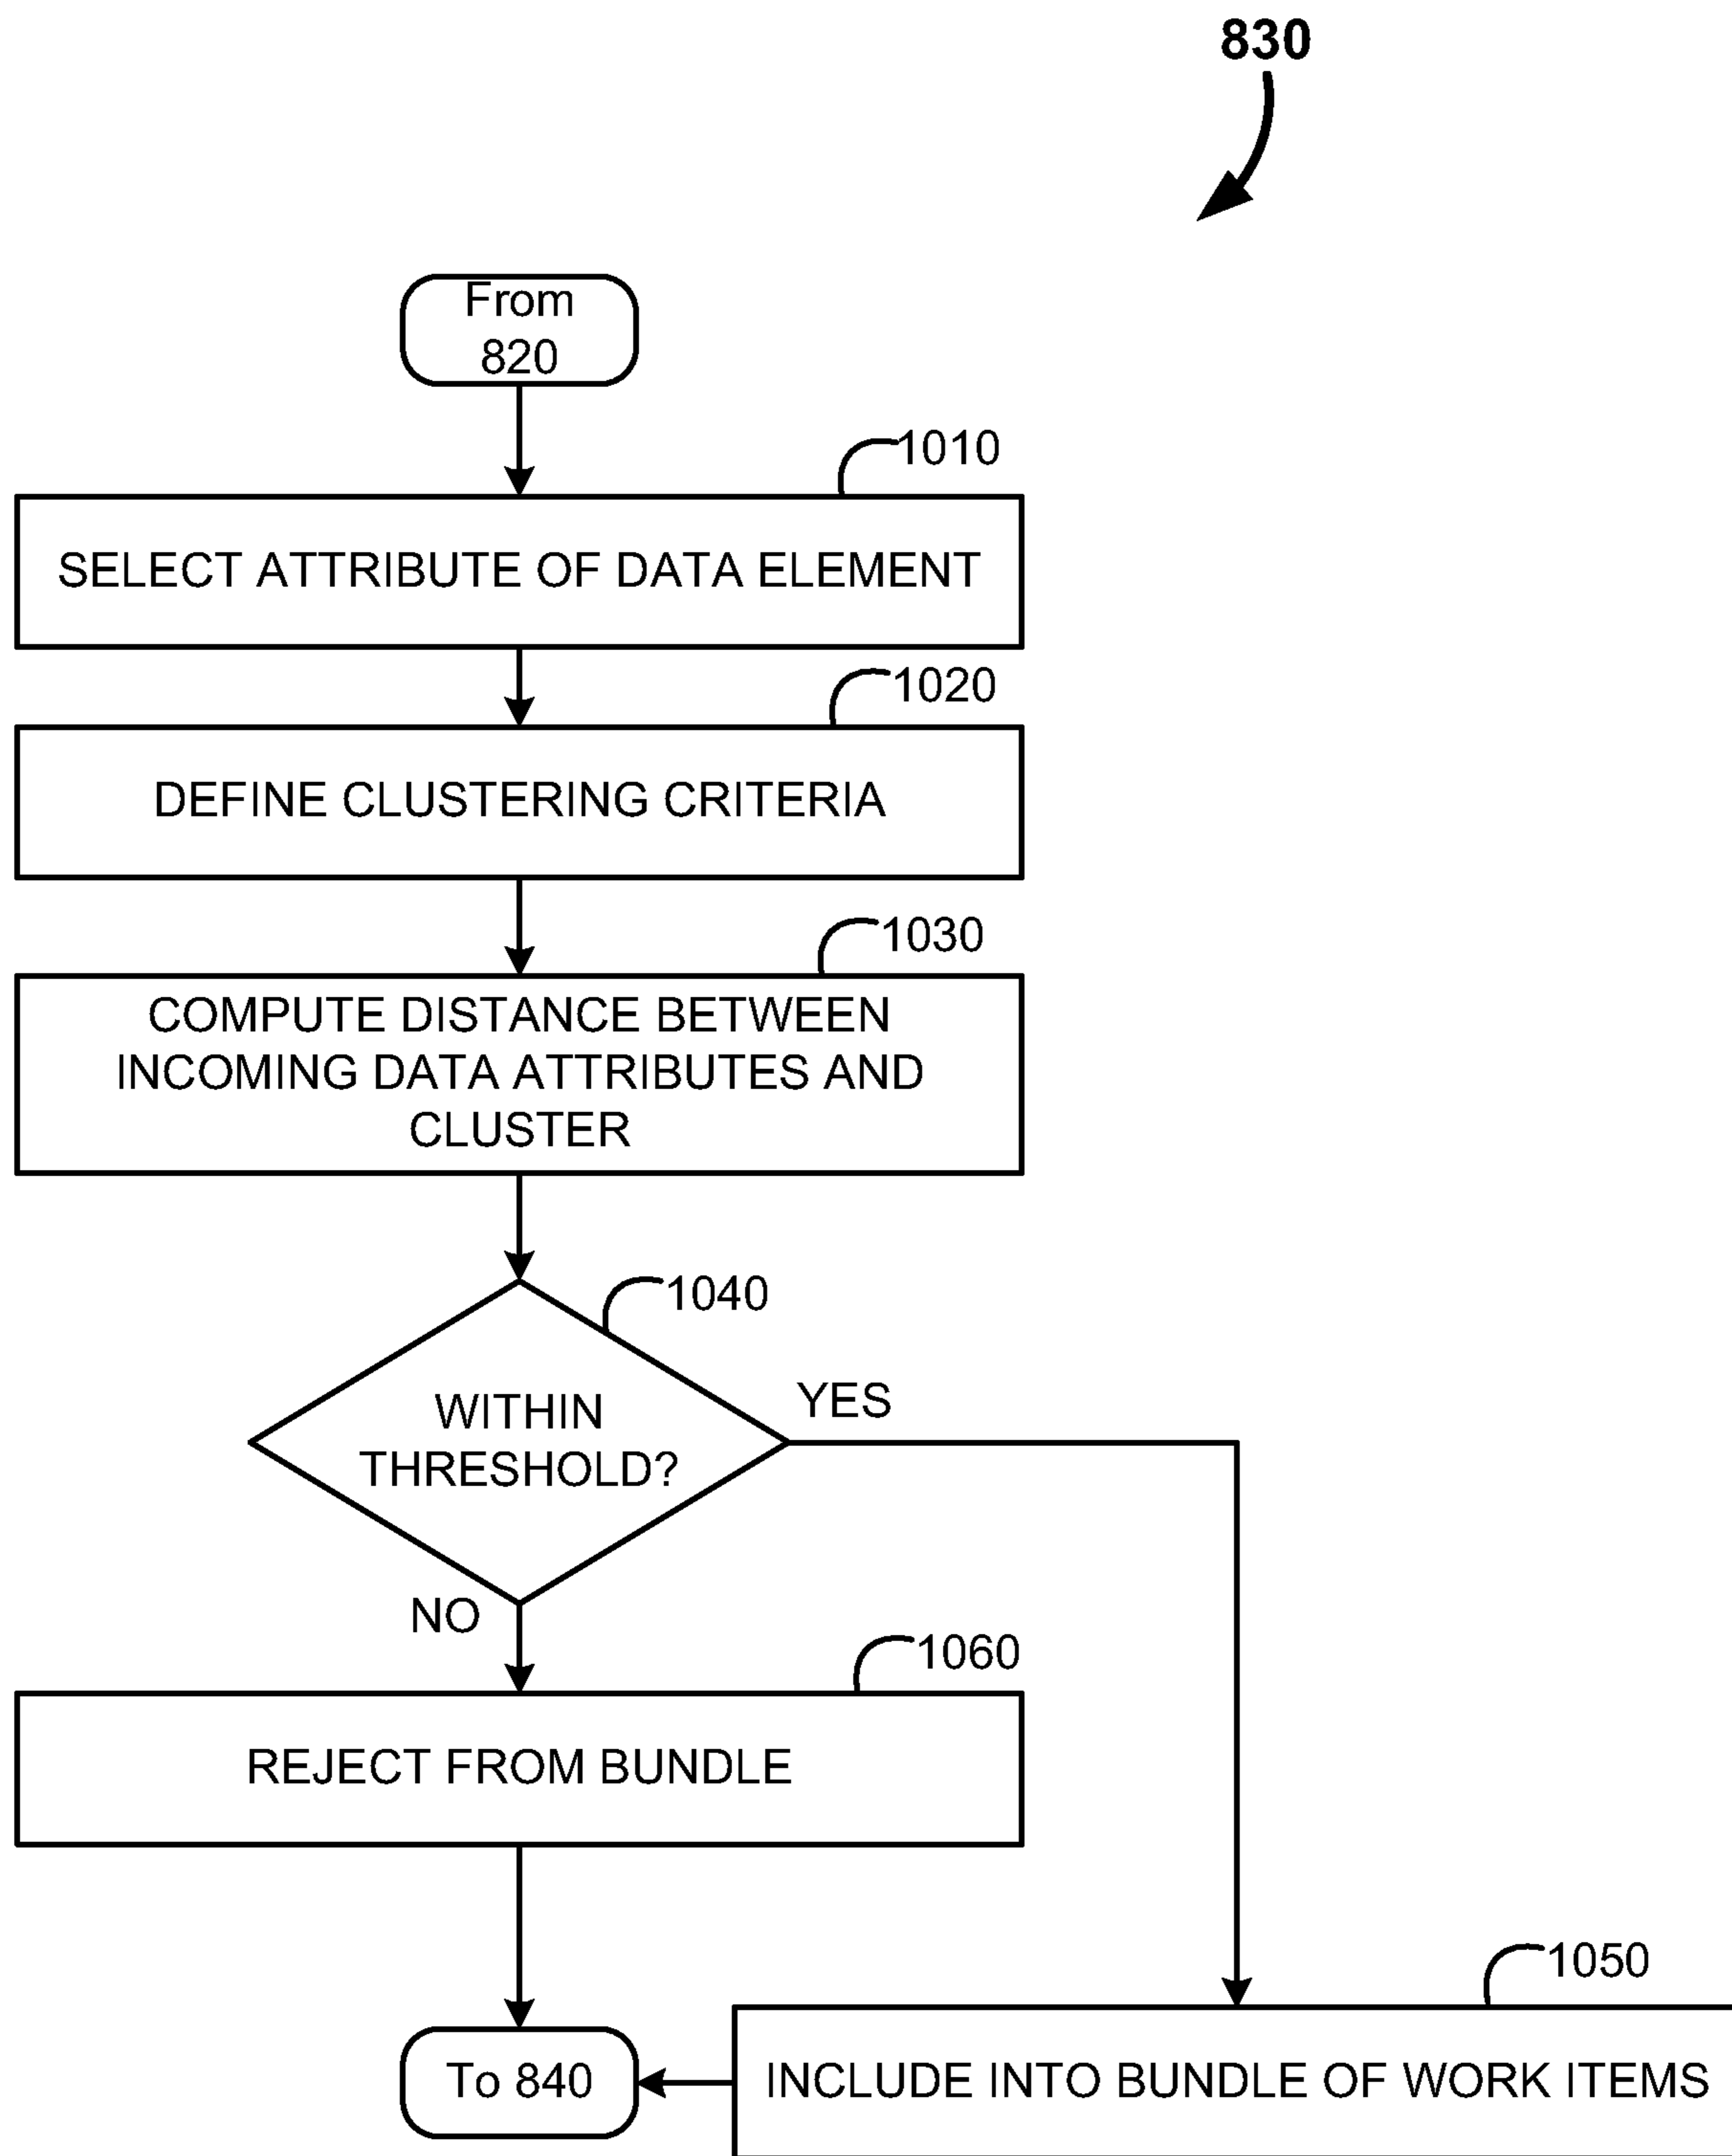 830
From
820
1010
SELECT ATTRIBUTE OF DATA ELEMENT
1020
DEFINE CLUSTERING CRITERIA
1030
COMPUTE DISTANCE BETWEEN
INCOMING DATA ATTRIBUTES AND
CLUSTER
1040
WITHIN
THRESHOLD?
YES
NO
1060
REJECT FROM BUNDLE
1050
To 840
INCLUDE INTO BUNDLE OF WORK ITEMS